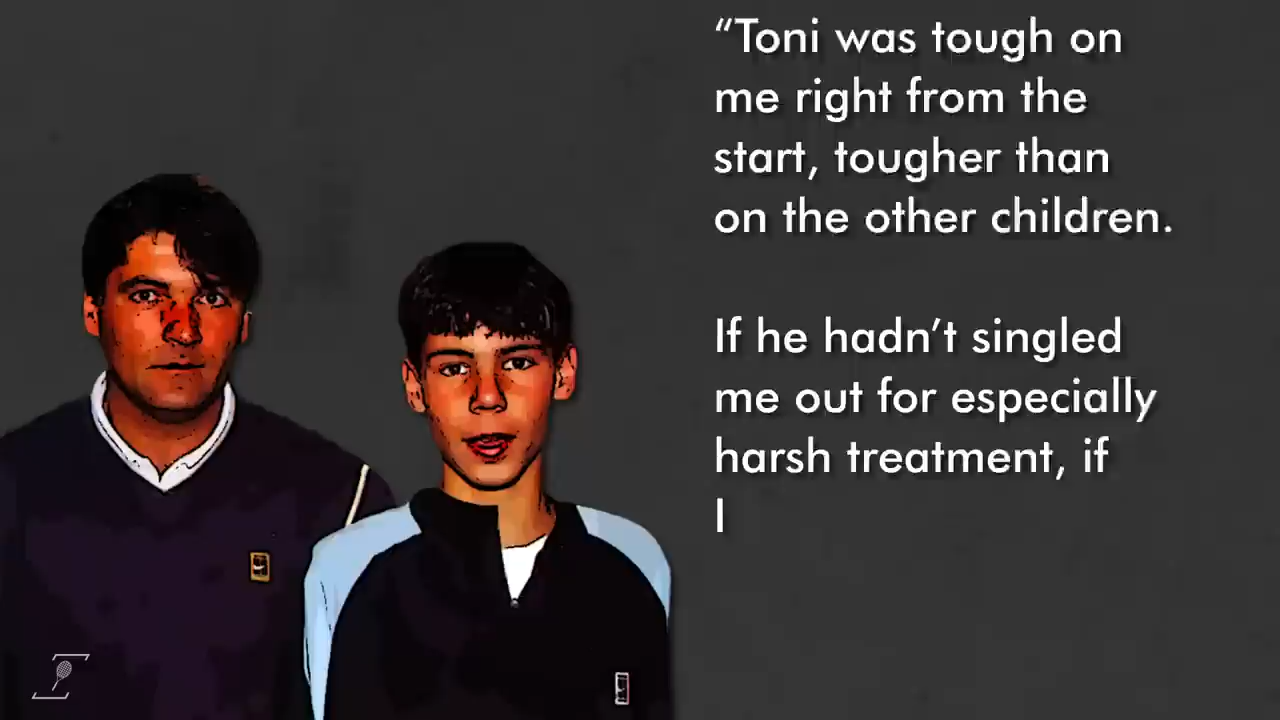 “Toni was tough on
me right from the
start, tougher than
on the other children.
If he hadn’t singled
me out for especially
harsh treatment, if
I